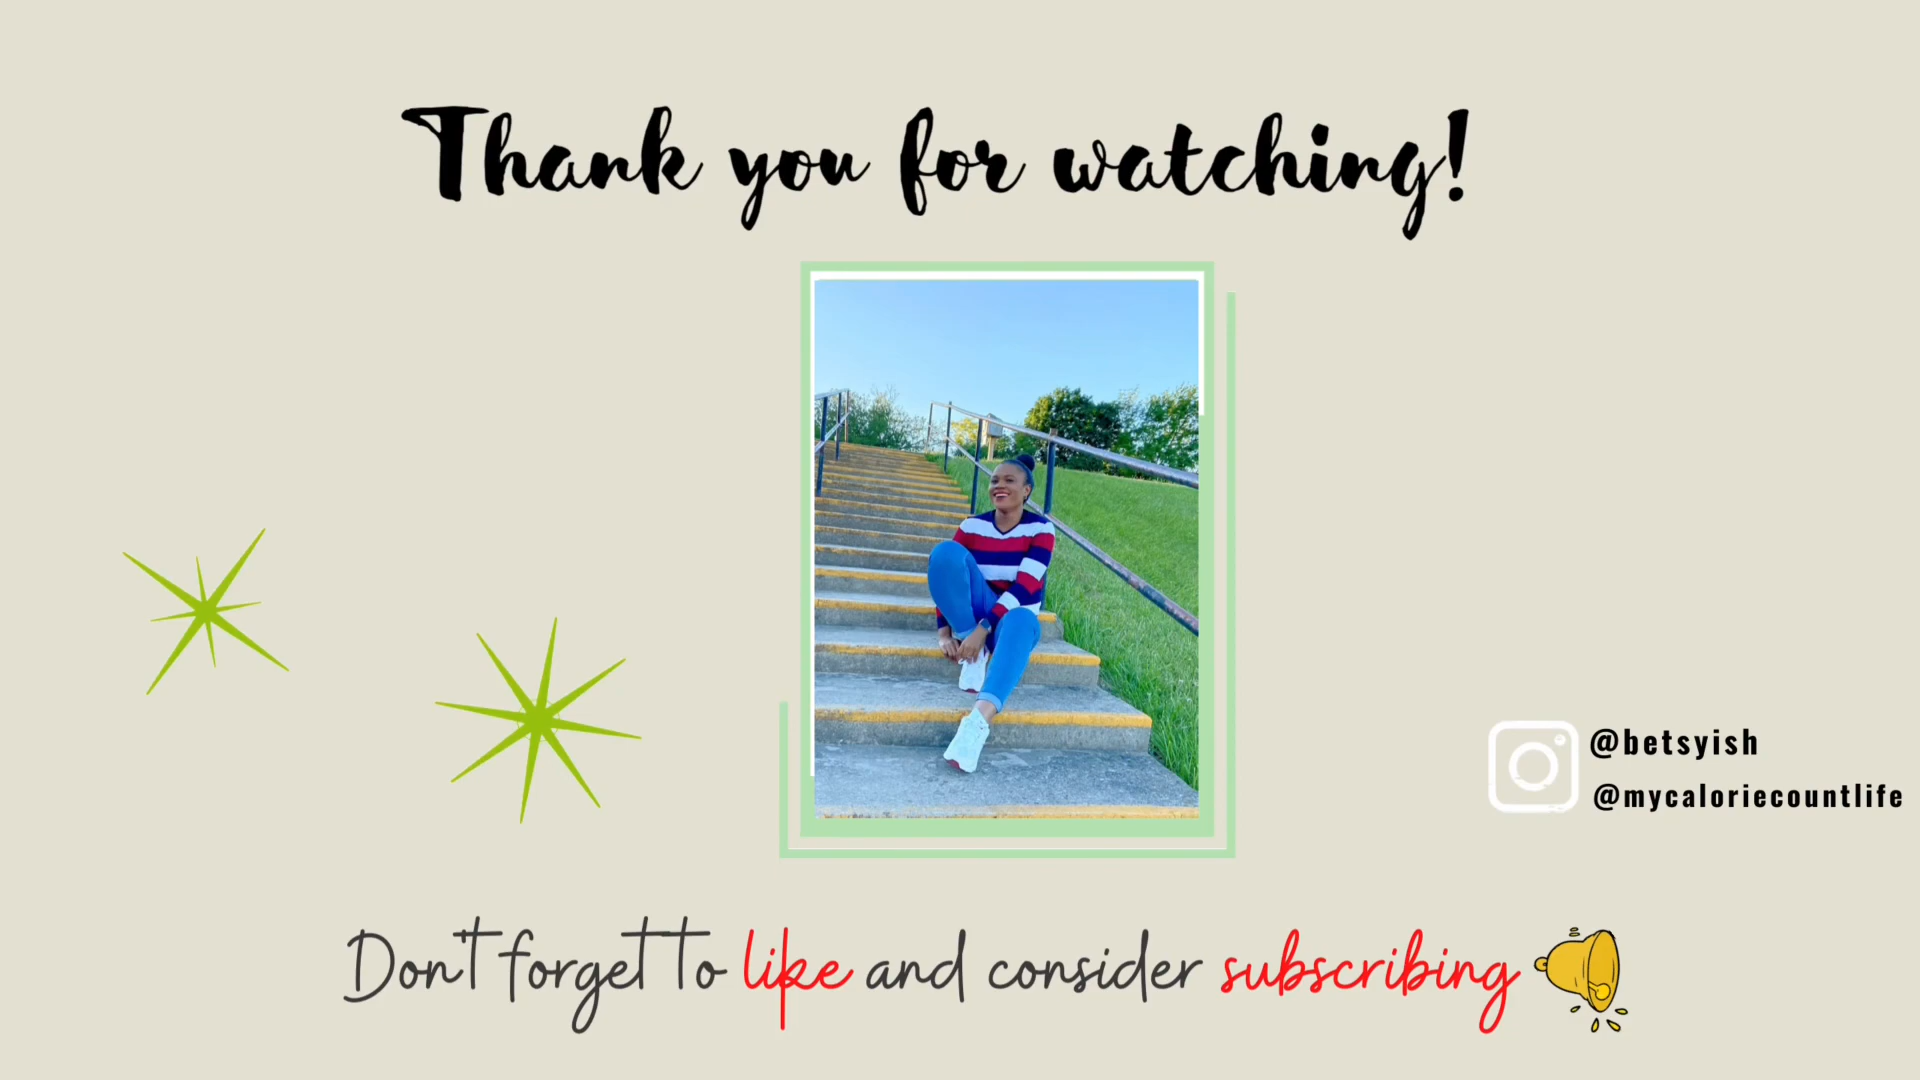 Thank you for watching!
@betsyish
@mycaloriecountlife
Don't forget to like and consider subscribing